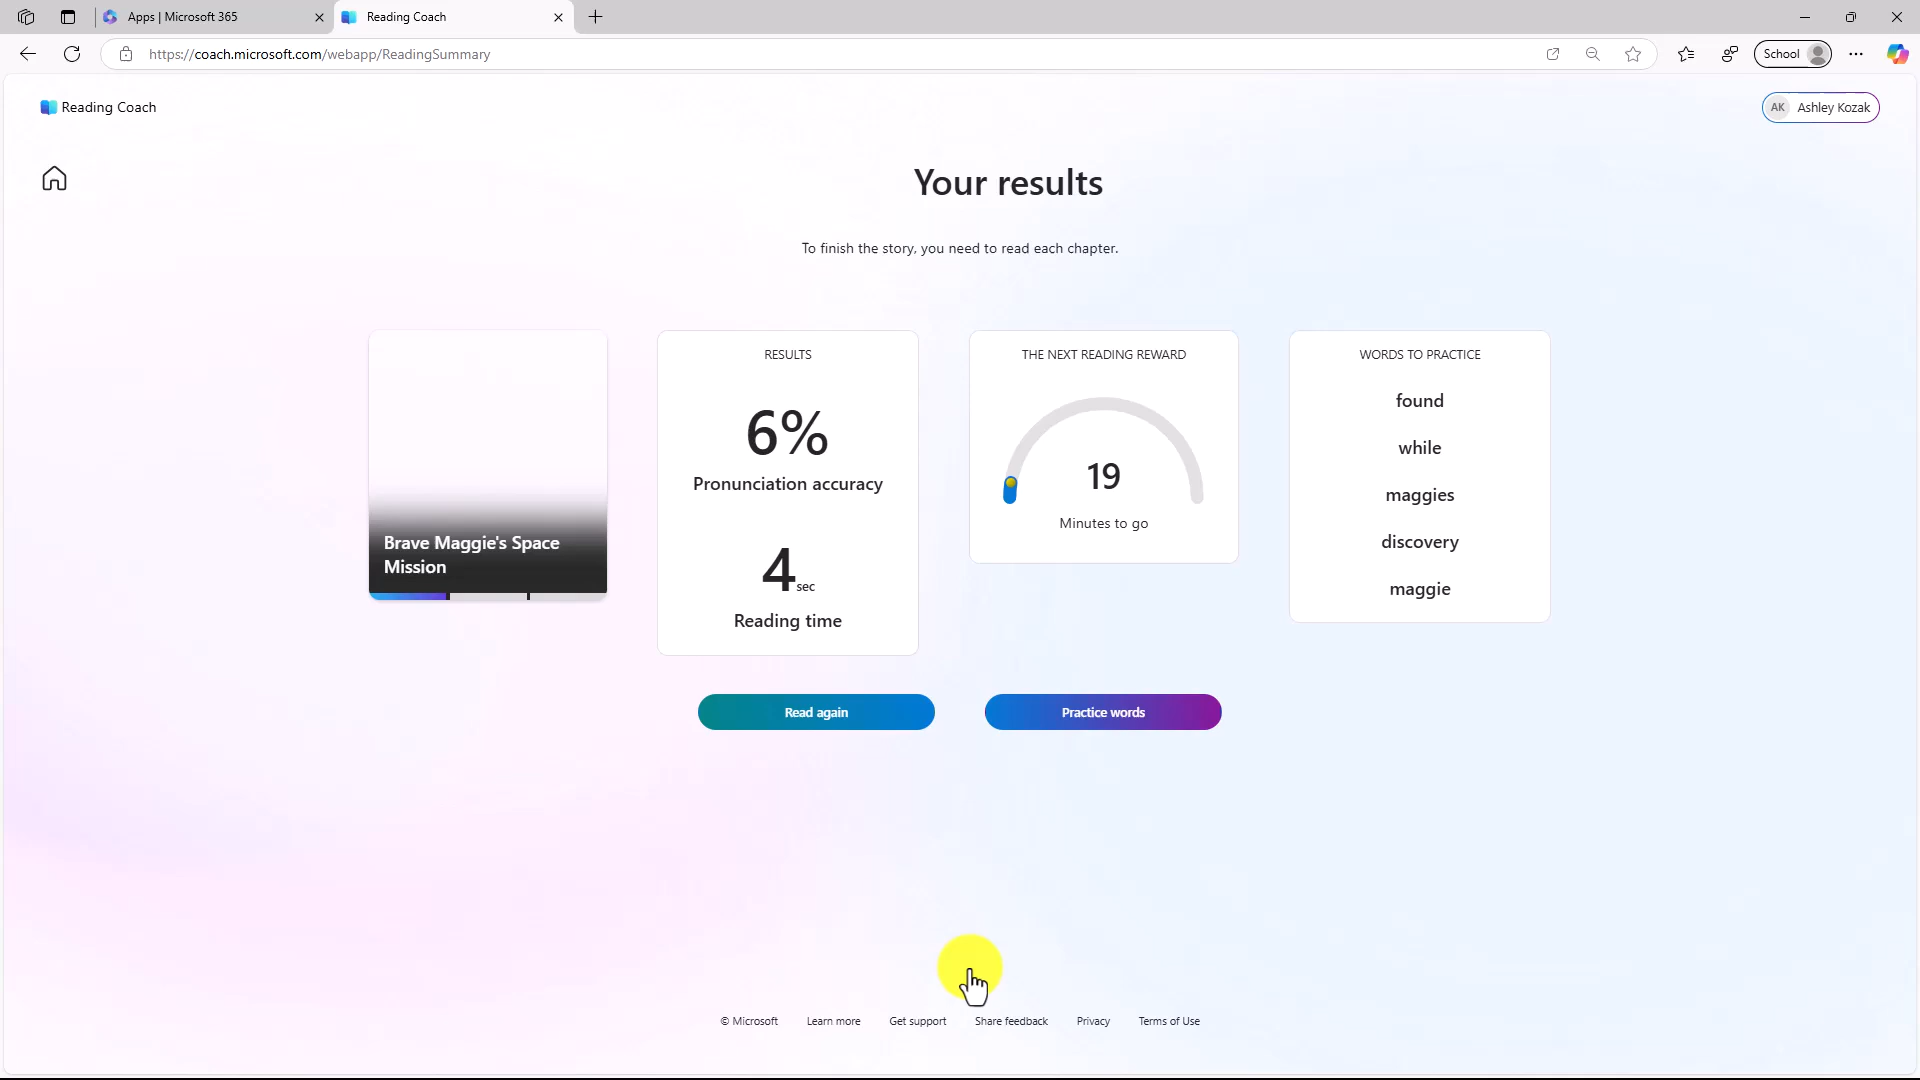 Apps | Microsoft 365
Reading Coach
https://coach.microsoft.com/webapp/ReadingSummary
School
Reading Coach
AK Ashley Kozak
Your results
To finish the story, you need to read each chapter.
Brave Maggie's Space
Mission
RESULTS
6%
Pronunciation accuracy
4 sec
Reading time
THE NEXT READING REWARD
19
Minutes to go
WORDS TO PRACTICE
found
while
maggies
discovery
maggie
Read again
Practice words
© Microsoft Learn more Get support Share feedback Privacy Terms of Use